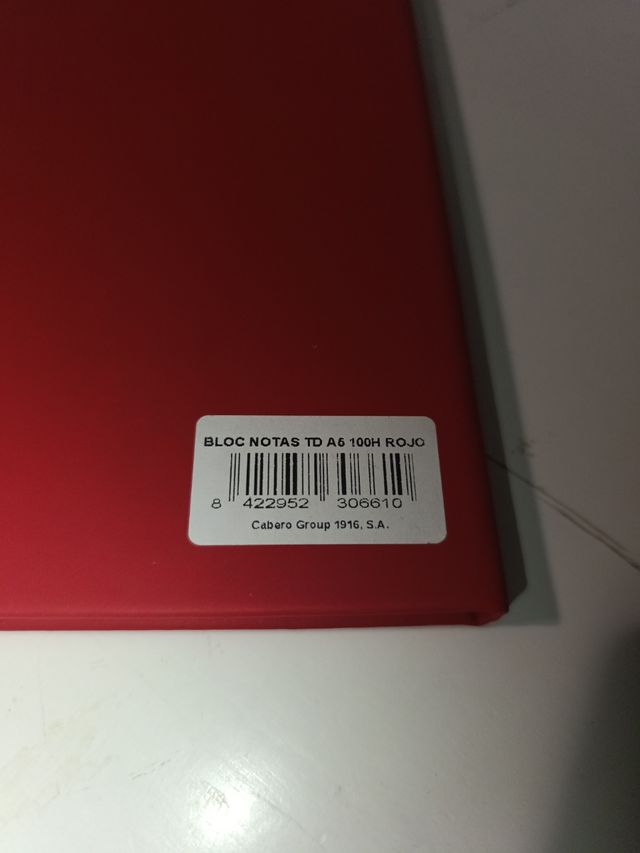 BLOC NOTAS TD A5 100H ROJO
8 422952 306610
Cabero Group 1916, S.A.